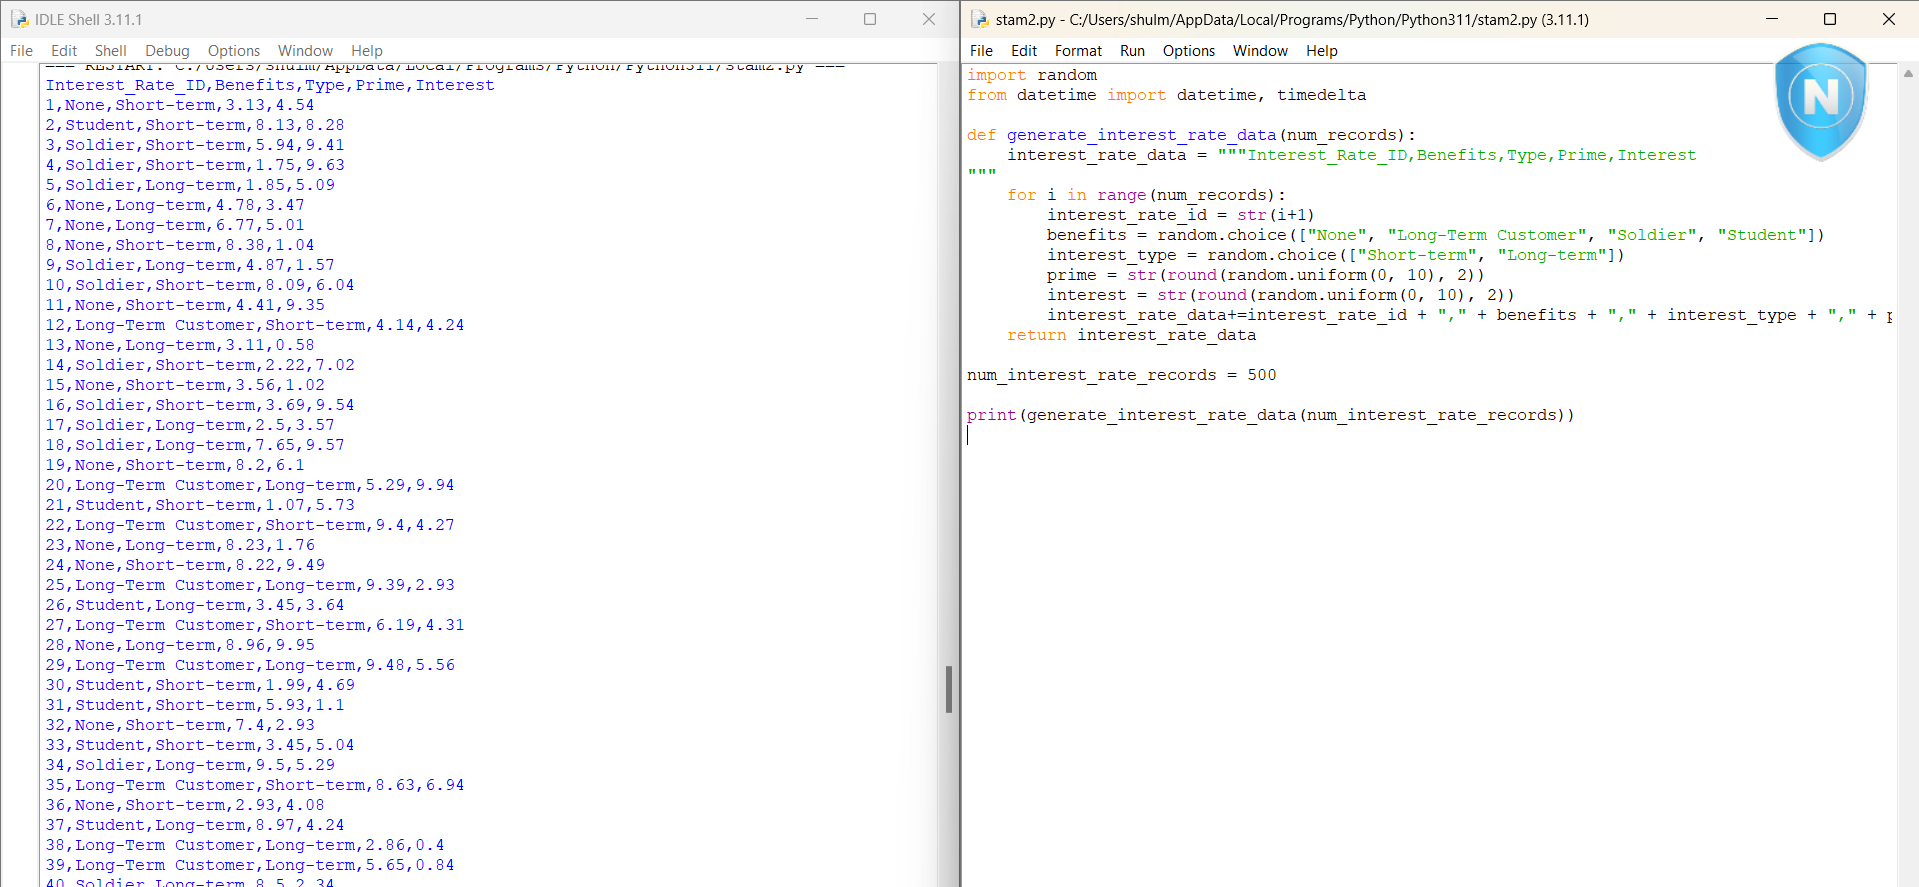 IDLE Shell 3.11.1
File Edit Shell Debug Options Window Help
=== RESTART: C:/Users/shulm/AppData/Local/Programs/Python/Python311/stam2.py ===
Interest_Rate_ID,Benefits,Type,Prime,Interest
1,None,Short-term,3.13,4.54
2,Student,Short-term,8.13,8.28
3,Soldier,Short-term,5.94,9.41
4,Soldier,Short-term,1.75,9.63
5,Soldier,Long-term,1.85,5.09
6,None,Long-term,4.78,3.47
7,None,Long-term,6.77,5.01
8,None,Short-term,8.38,1.04
9,Soldier,Long-term,4.87,1.57
10,Soldier,Short-term,8.09,6.04
11,None,Short-term,4.41,9.35
12,Long-Term Customer,Short-term,4.14,4.24
13,None,Long-term,3.11,0.58
14,Soldier,Short-term,2.22,7.02
15,None,Short-term,3.56,1.02
16,Soldier,Short-term,3.69,9.54
17,Soldier,Long-term,2.5,3.57
18,Soldier,Long-term,7.65,9.57
19,None,Short-term,8.2,6.1
20,Long-Term Customer,Long-term,5.29,9.94
21,Student,Short-term,1.07,5.73
22,Long-Term Customer,Short-term,9.4,4.27
23,None,Long-term,8.23,1.76
24,None,Short-term,8.22,9.49
25,Long-Term Customer,Long-term,9.39,2.93
26,Student,Long-term,3.45,3.64
27,Long-Term Customer,Short-term,6.19,4.31
28,None,Long-term,8.96,9.95
29,Long-Term Customer,Long-term,9.48,5.56
30,Student,Short-term,1.99,4.69
31,Student,Short-term,5.93,1.1
32,None,Short-term,7.4,2.93
33,Student,Short-term,3.45,5.04
34,Soldier,Long-term,9.5,5.29
35,Long-Term Customer,Short-term,8.63,6.94
36,None,Short-term,2.93,4.08
37,Student,Long-term,8.97,4.24
38,Long-Term Customer,Long-term,2.86,0.4
39,Long-Term Customer,Long-term,5.65,0.84
40,Soldier,Long-term,8.5,2.34
stam2.py - C:/Users/shulm/AppData/Local/Programs/Python/Python311/stam2.py (3.11.1)
File Edit Format Run Options Window Help
N
import random
from datetime import datetime, timedelta
def generate_interest_rate_data(num_records):
    interest_rate_data = """Interest_Rate_ID,Benefits,Type,Prime,Interest
"""
    for i in range(num_records):
        interest_rate_id = str(i+1)
        benefits = random.choice(["None", "Long-Term Customer", "Soldier", "Student"])
        interest_type = random.choice(["Short-term", "Long-term"])
        prime = str(round(random.uniform(0, 10), 2))
        interest = str(round(random.uniform(0, 10), 2))
        interest_rate_data+=interest_rate_id + "," + benefits + "," + interest_type + "," + p
    return interest_rate_data
num_interest_rate_records = 500
print(generate_interest_rate_data(num_interest_rate_records))